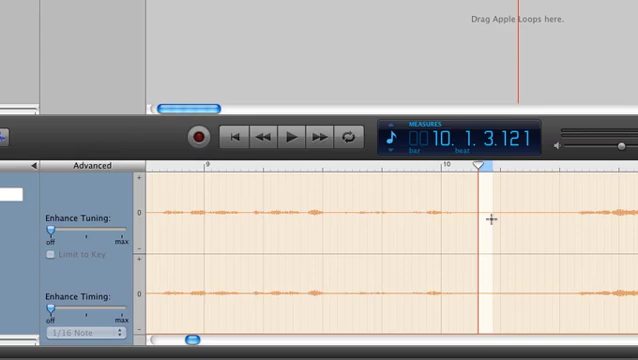 Drag Apple Loops here.
MEASURES
10. 1. 3.121
bar beat
Advanced
9
10
Enhance Tuning:
off max
Limit to Key
Enhance Timing:
off max
1/16 Note
+
0
-
+
0
-